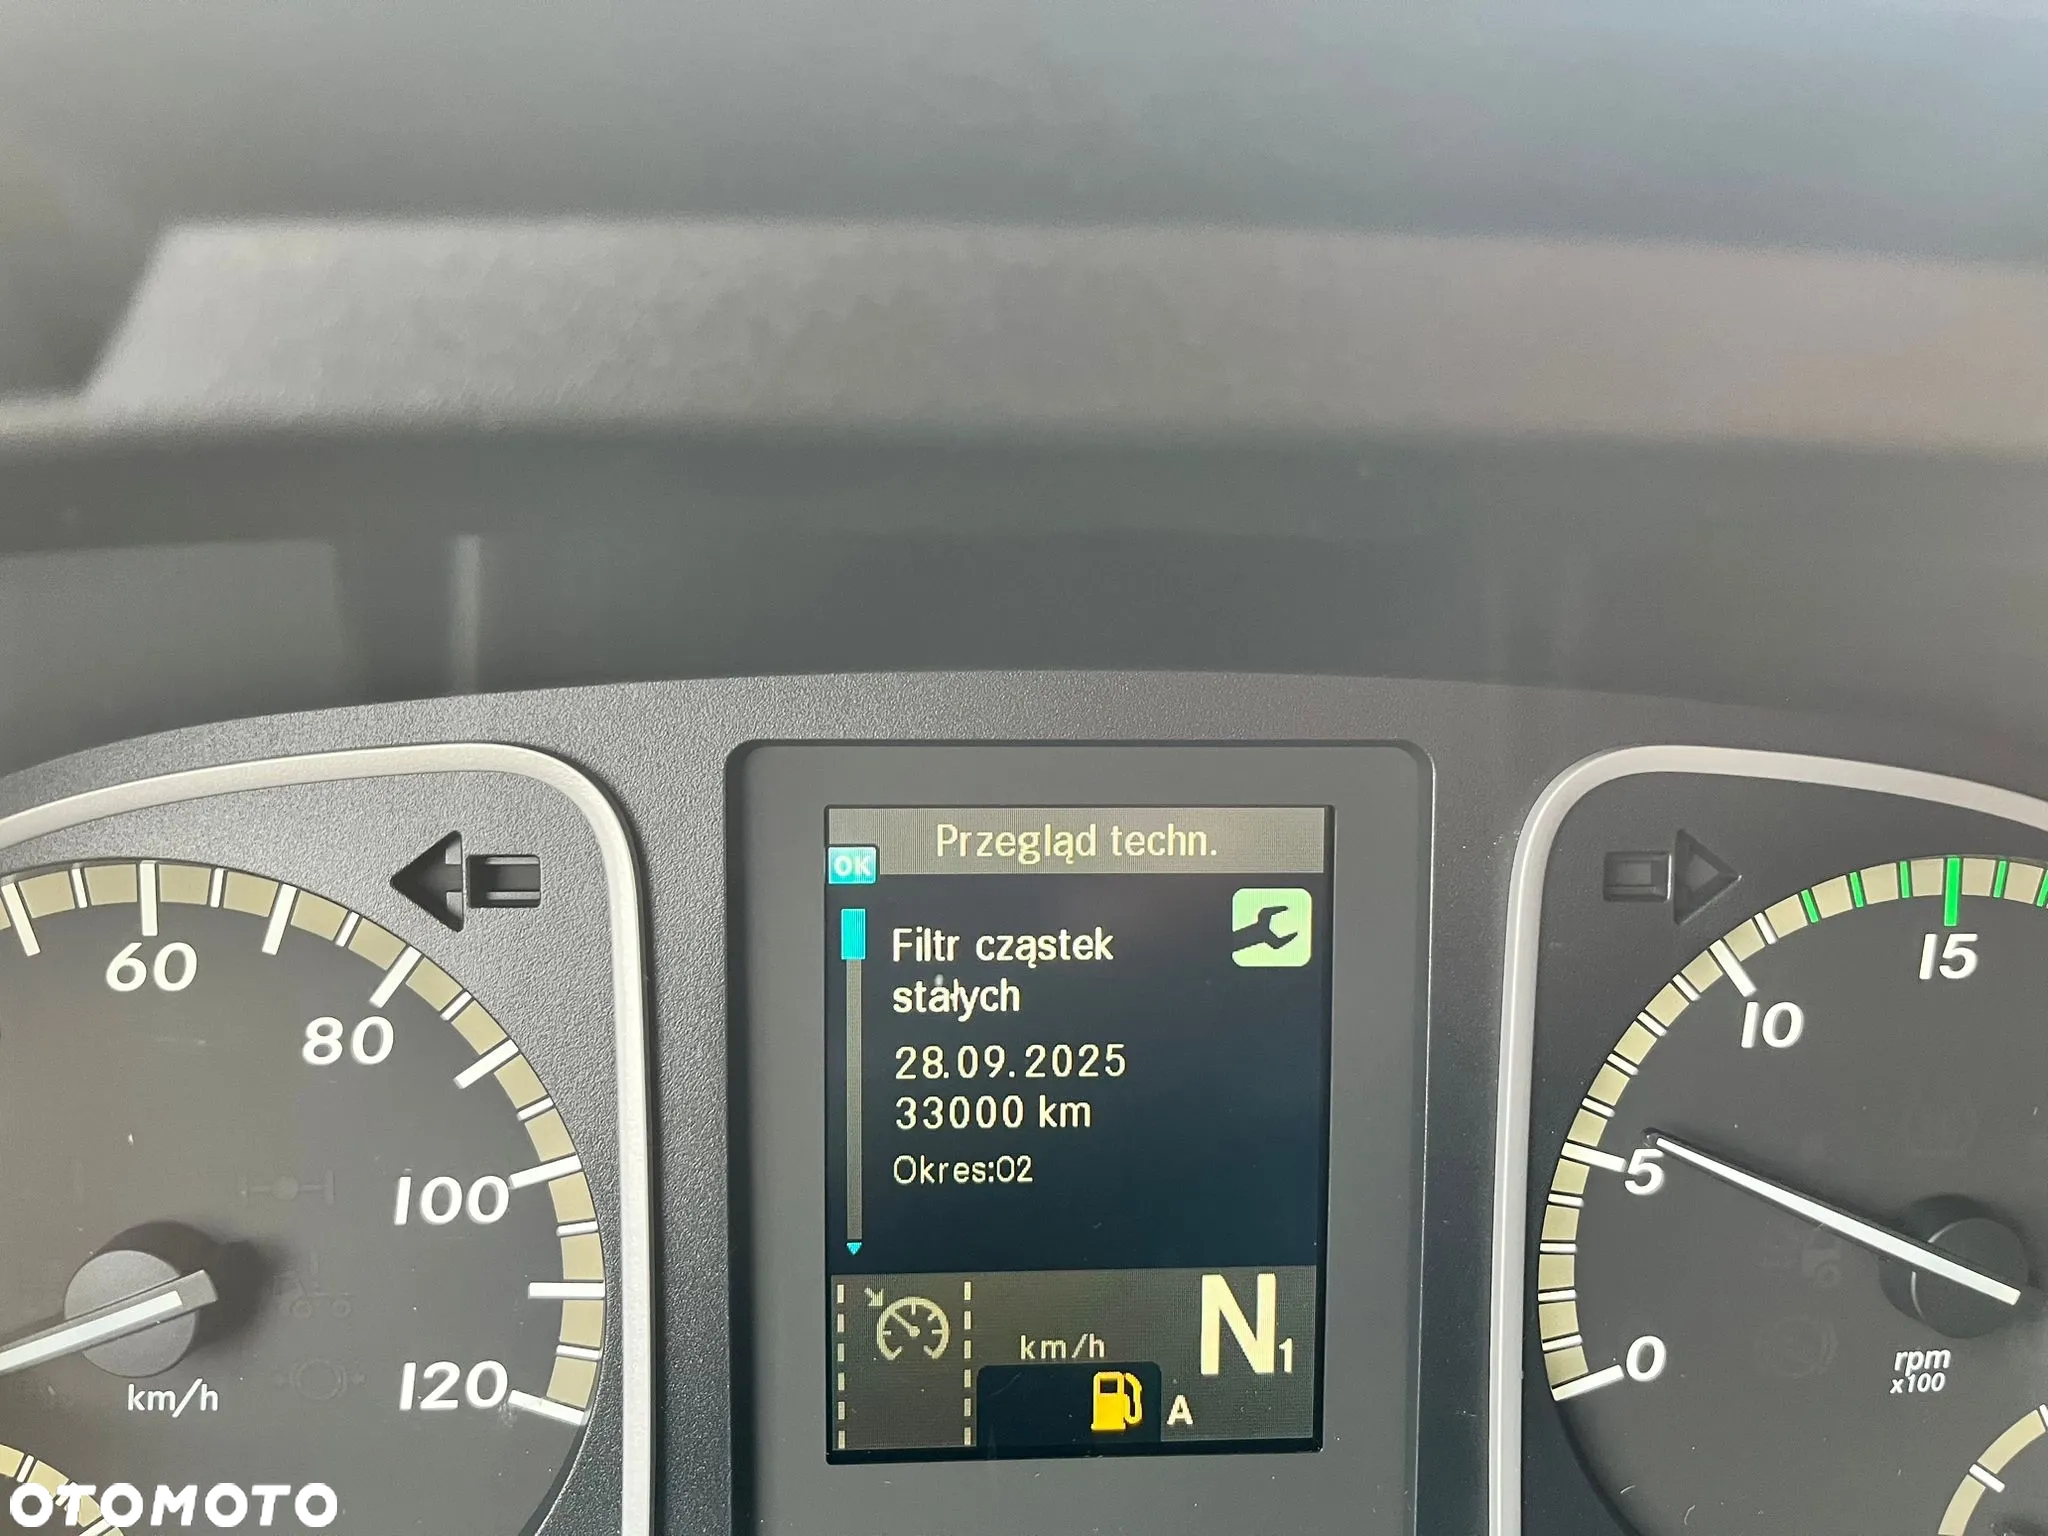 Przegląd techn.
OK
Filtr cząstek
stałych
28.09.2025
33000 km
Okres:02
km/h
N1
A
60
80
100
120
km/h
15
10
5
0
rpm
x100
OTOMOTO